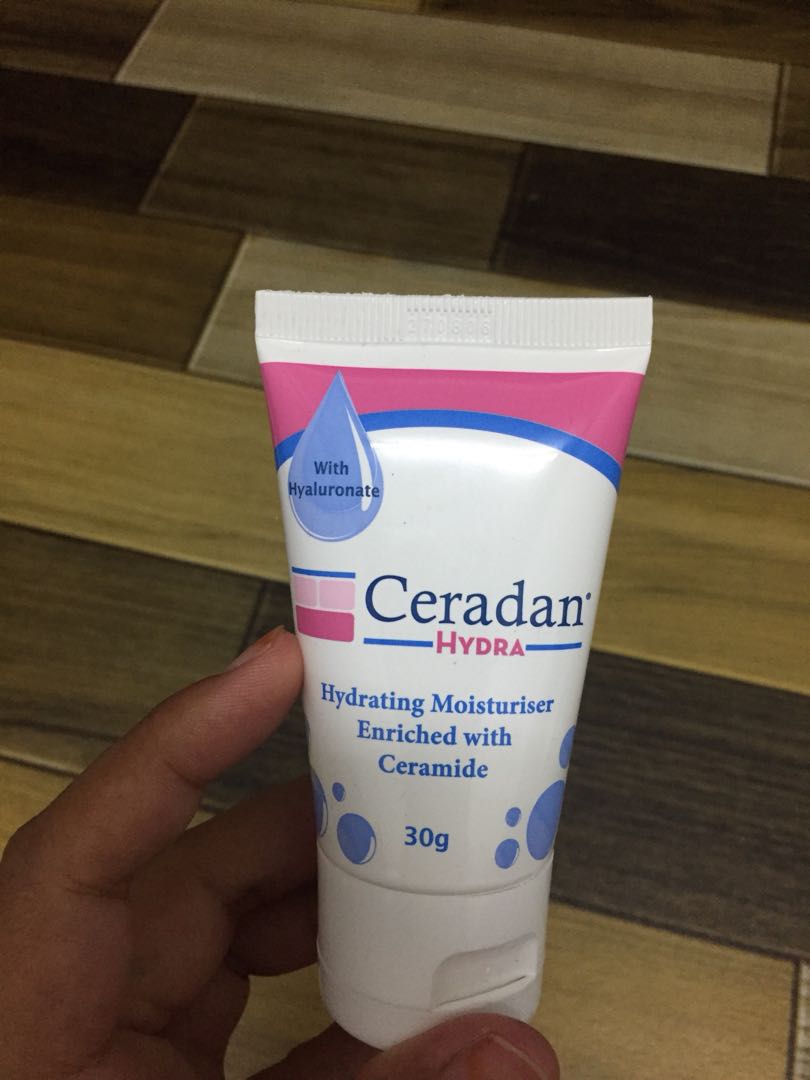 With
Hyaluronate
Ceradan
HYDRA
Hydrating Moisturiser
Enriched with
Ceramide
30g